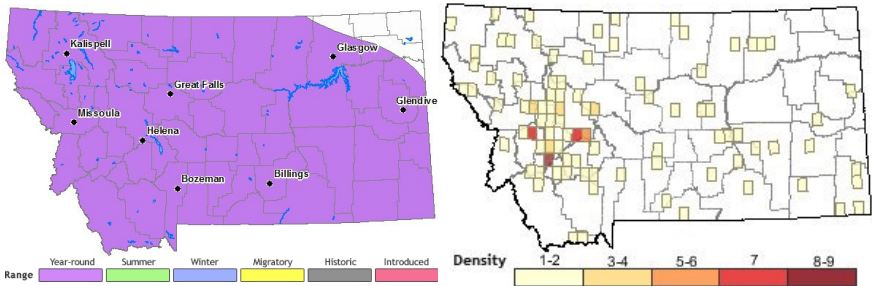 Kalispell
Glasgow
Great Falls
Glendive
Missoula
Helena
Bozeman
Billings
Range
Year-round
Summer
Winter
Migratory
Historic
Introduced
Density
1-2
3-4
5-6
7
8-9